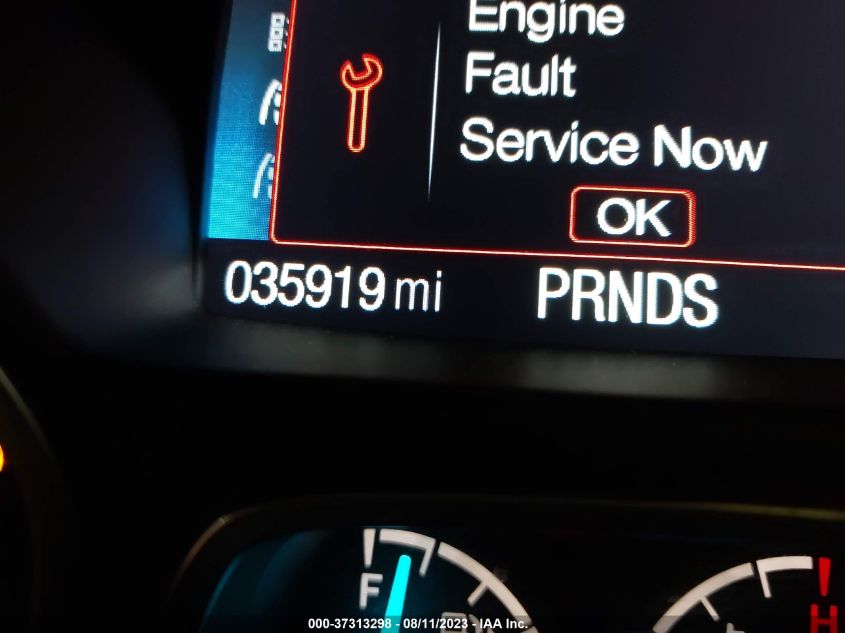 Engine
Fault
Service Now
OK
035919 mi PRNDS
F
H
000-37313298 - 08/11/2023 - IAA Inc.